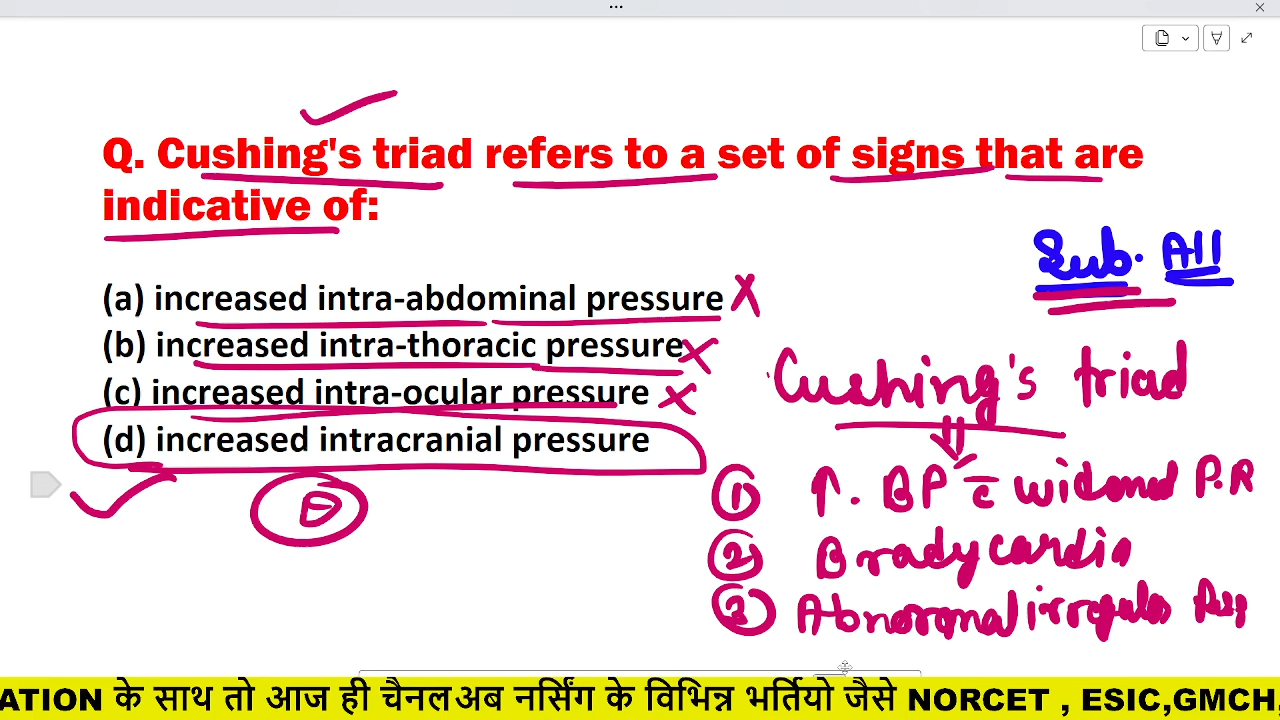 Q. Cushing's triad refers to a set of signs that are
indicative of:
Sub. All
(a) increased intra-abdominal pressure
(b) increased intra-thoracic pressure
(c) increased intra-ocular pressure
(d) increased intracranial pressure
D
Cushing's triad
① ↑. BP c̄ widened P.R
② Bradycardia
③ Abnormal irregular Resp
ATION के साथ तो आज ही चैनलअब नर्सिंग के विभिन्न भर्तियो जैसे NORCET , ESIC,GMCH,